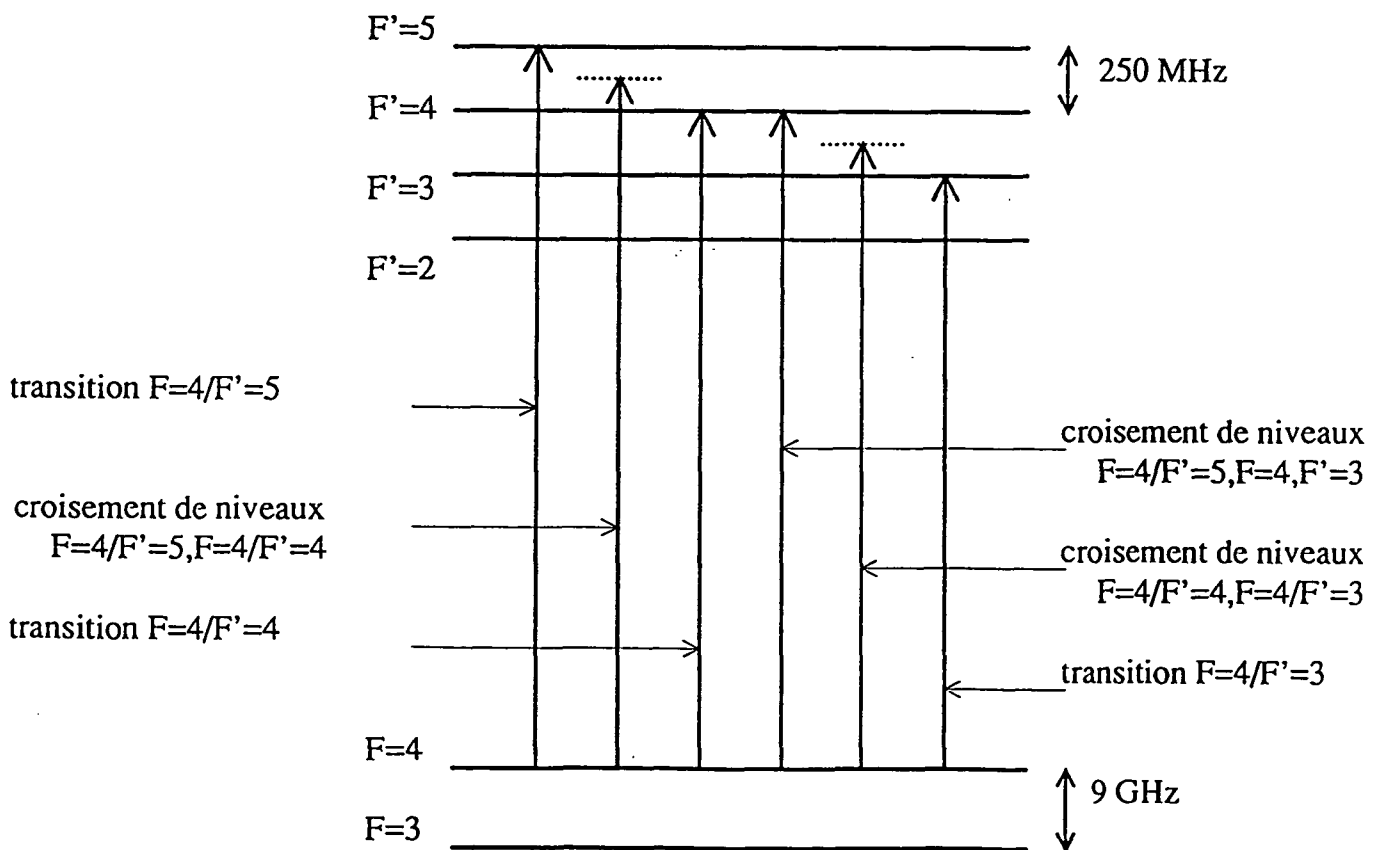 F'=5
250 MHz
F'=4
F'=3
F'=2
transition F=4/F'=5
croisement de niveaux
F=4/F'=5,F=4,F'=3
croisement de niveaux
F=4/F'=5,F=4/F'=4
croisement de niveaux
F=4/F'=4,F=4/F'=3
transition F=4/F'=4
transition F=4/F'=3
F=4
9 GHz
F=3